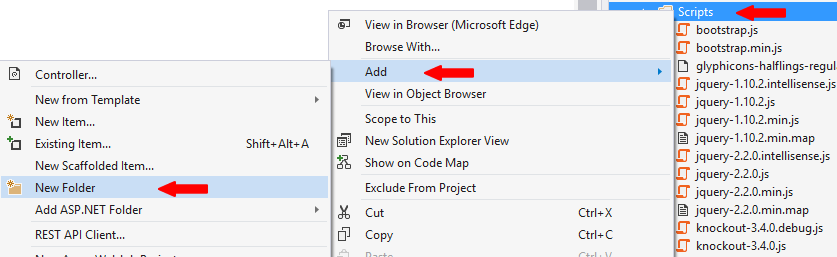 Controller...
New from Template
New Item...
Existing Item... Shift+Alt+A
New Scaffolded Item...
New Folder
Add ASP.NET Folder
REST API Client...
View in Browser (Microsoft Edge)
Browse With...
Add
View in Object Browser
Scope to This
New Solution Explorer View
Show on Code Map
Exclude From Project
Cut Ctrl+X
Copy Ctrl+C
Paste
Scripts
bootstrap.js
bootstrap.min.js
glyphicons-halflings-regula
jquery-1.10.2.intellisense.js
jquery-1.10.2.js
jquery-1.10.2.min.js
jquery-1.10.2.min.map
jquery-2.2.0.intellisense.js
jquery-2.2.0.js
jquery-2.2.0.min.js
jquery-2.2.0.min.map
knockout-3.4.0.debug.js
knockout-3.4.0.js